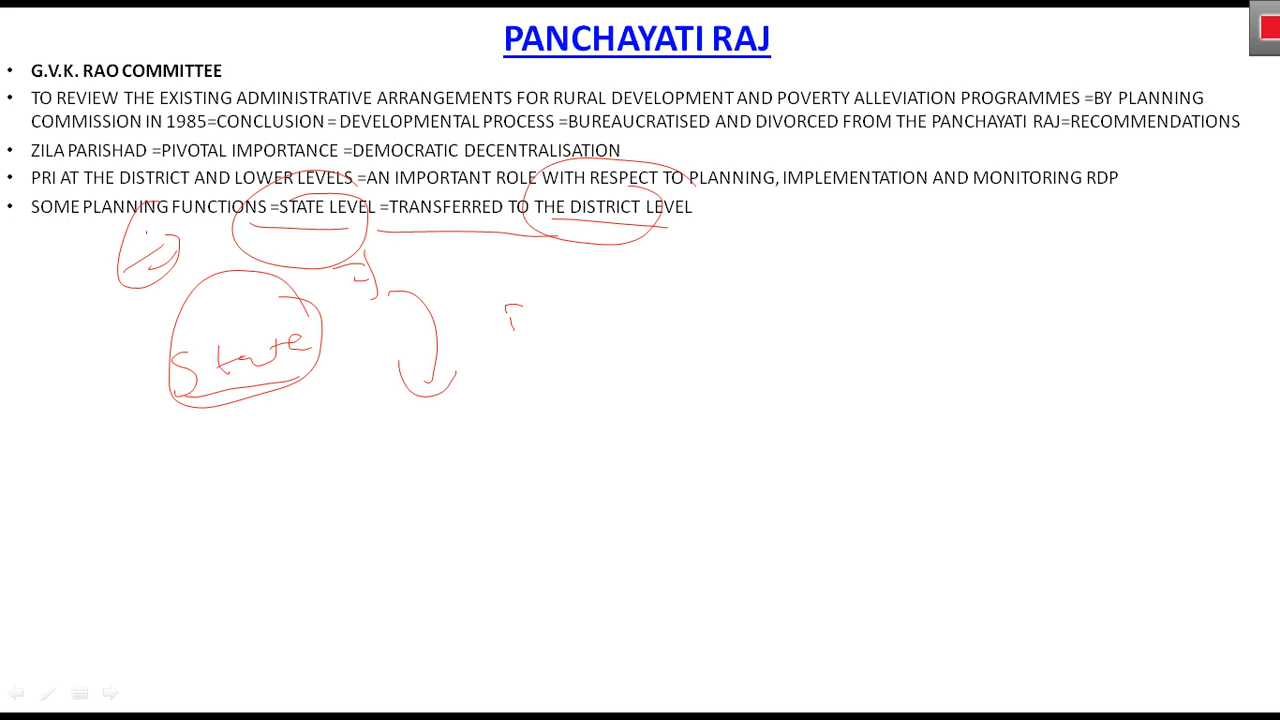 PANCHAYATI RAJ
• G.V.K. RAO COMMITTEE
• TO REVIEW THE EXISTING ADMINISTRATIVE ARRANGEMENTS FOR RURAL DEVELOPMENT AND POVERTY ALLEVIATION PROGRAMMES =BY PLANNING
COMMISSION IN 1985=CONCLUSION = DEVELOPMENTAL PROCESS =BUREAUCRATISED AND DIVORCED FROM THE PANCHAYATI RAJ=RECOMMENDATIONS
• ZILA PARISHAD =PIVOTAL IMPORTANCE =DEMOCRATIC DECENTRALISATION
• PRI AT THE DISTRICT AND LOWER LEVELS =AN IMPORTANT ROLE WITH RESPECT TO PLANNING, IMPLEMENTATION AND MONITORING RDP
• SOME PLANNING FUNCTIONS =STATE LEVEL =TRANSFERRED TO THE DISTRICT LEVEL
State